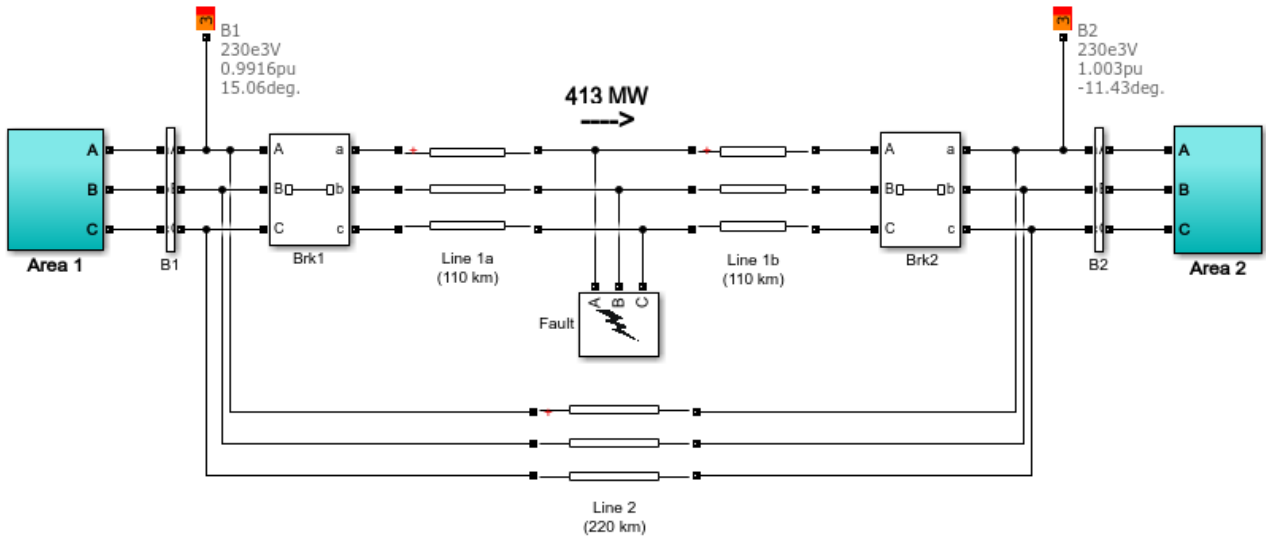 3
B1
230e3V
0.9916pu
15.06deg.
3
B2
230e3V
1.003pu
-11.43deg.
413 MW
---->
A
B
C
Area 1
A
B
C
B1
A
B
C
a
b
c
Brk1
Line 1a
(110 km)
Line 1b
(110 km)
A
B
C
a
b
c
Brk2
A
B
C
B2
A
B
C
Area 2
A
B
C
Fault
Line 2
(220 km)